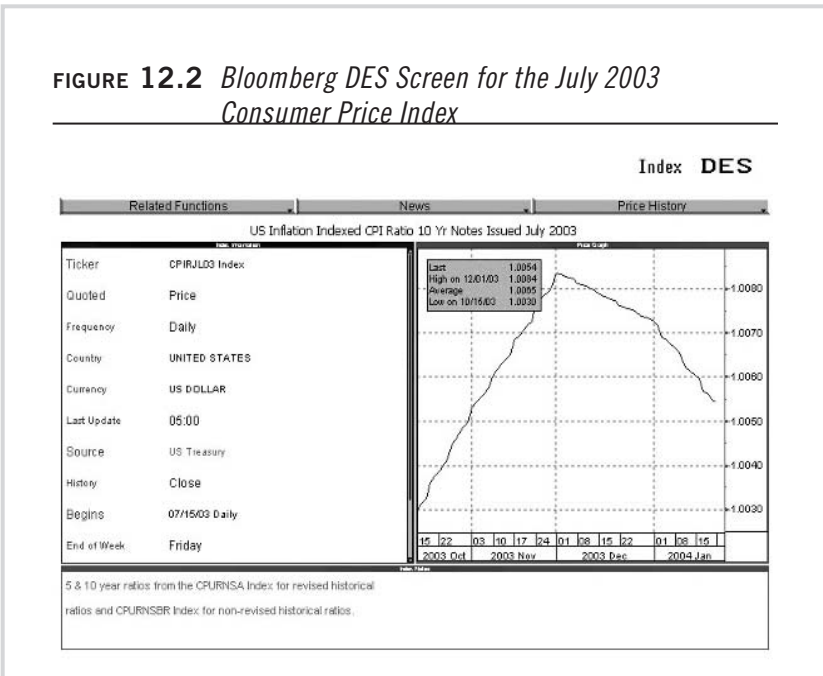 FIGURE 12.2 Bloomberg DES Screen for the July 2003
Consumer Price Index
Index DES
Related Functions News Price History
US Inflation Indexed CPI Ratio 10 Yr Notes Issued July 2003
Index Information
Price Graph
Ticker CPIRJL03 Index
Quoted Price
Frequency Daily
Country UNITED STATES
Currency US DOLLAR
Last Update 05:00
Source US Treasury
History Close
Begins 07/15/03 Daily
End of Week Friday
Last 1.0054
High on 12/01/03 1.0084
Average 1.0065
Low on 10/15/03 1.0030
1.0080
1.0070
1.0060
1.0050
1.0040
1.0030
15 22 03 10 17 24 01 08 15 22 01 08 15
2003 Oct 2003 Nov 2003 Dec 2004 Jan
Index Notes
5 & 10 year ratios from the CPURNSA Index for revised historical
ratios and CPURNSBR Index for non-revised historical ratios.